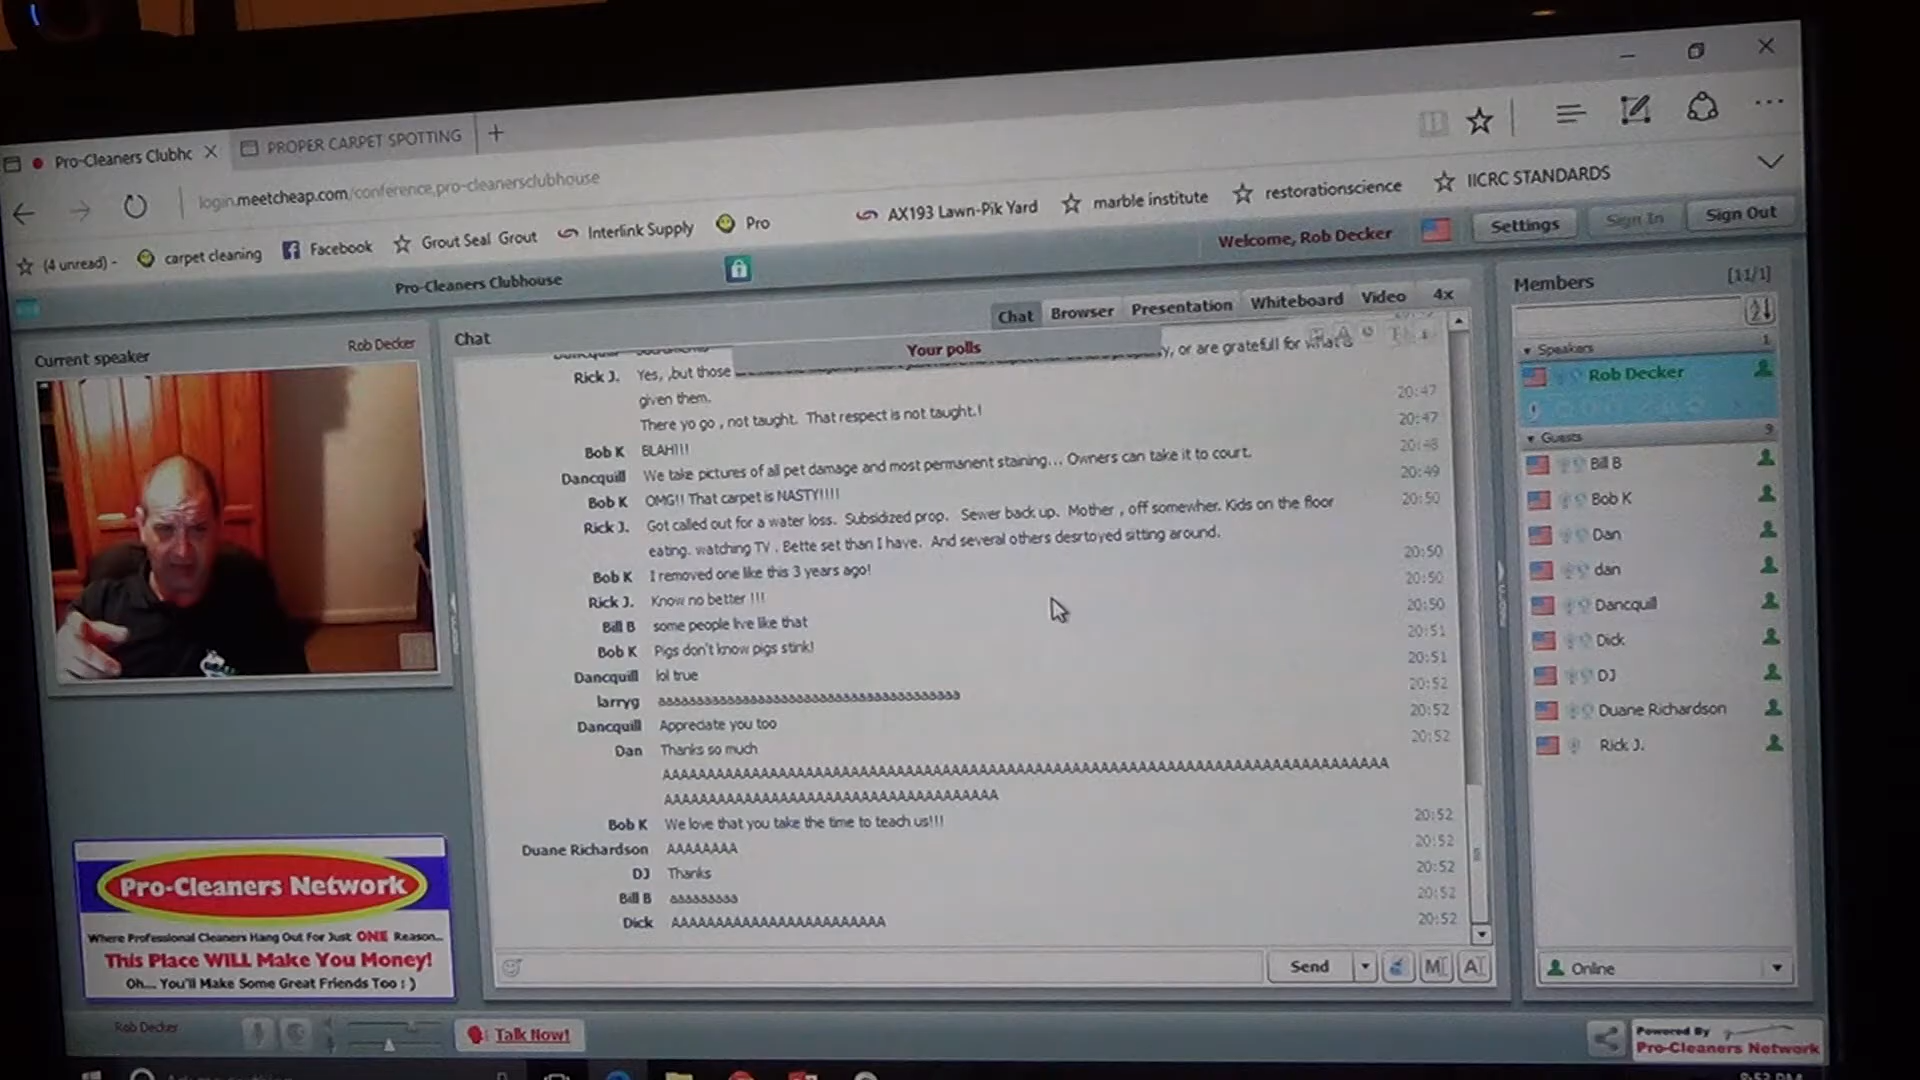 Pro-Cleaners Clubhc
PROPER CARPET SPOTTING
login.meetcheap.com/conference,pro-cleanersclubhouse
(4 unread) -
carpet cleaning
Facebook
Grout Seal Grout
Interlink Supply
Pro
AX193 Lawn-Pik Yard
marble institute
restorationscience
IICRC STANDARDS
Pro-Cleaners Clubhouse
Welcome, Rob Decker
Settings
Sign In
Sign Out
Current speaker
Rob Decker
Chat
Chat
Browser
Presentation
Whiteboard
Video
4x
Your polls
Rick J. Yes, ,but those
y, or are gratefull for what is
given them.
20:47
There yo go , not taught. That respect is not taught.!
20:47
Bob K BLAH!!!
20:48
Dancquill We take pictures of all pet damage and most permanent staining... Owners can take it to court.
20:49
Bob K OMG!! That carpet is NASTY!!!!
20:50
Rick J. Got called out for a water loss. Subsidized prop. Sewer back up. Mother , off somewher. Kids on the floor
eating. watching TV . Bette set than I have. And several others desrtoyed sitting around.
20:50
Bob K I removed one like this 3 years ago!
20:50
Rick J. Know no better !!!
20:50
Bill B some people live like that
20:51
Bob K Pigs don't know pigs stink!
20:51
Dancquill lol true
20:52
larryg
20:52
Dancquill Appreciate you too
20:52
Dan Thanks so much
Bob K We love that you take the time to teach us!!!
20:52
Duane Richardson AAAAAAAA
20:52
DJ Thanks
20:52
Bill B aaaaaaaaa
20:52
Dick
20:52
Send
Members
[11/1]
Speakers
1
Rob Decker
Guests
9
Bill B
Bob K
Dan
dan
Dancquill
Dick
DJ
Duane Richardson
Rick J.
Online
Pro-Cleaners Network
Where Professional Cleaners Hang Out For Just ONE Reason...
This Place WILL Make You Money!
Oh... You'll Make Some Great Friends Too : )
Rob Decker
Talk Now!
Powered By
Pro-Cleaners Network